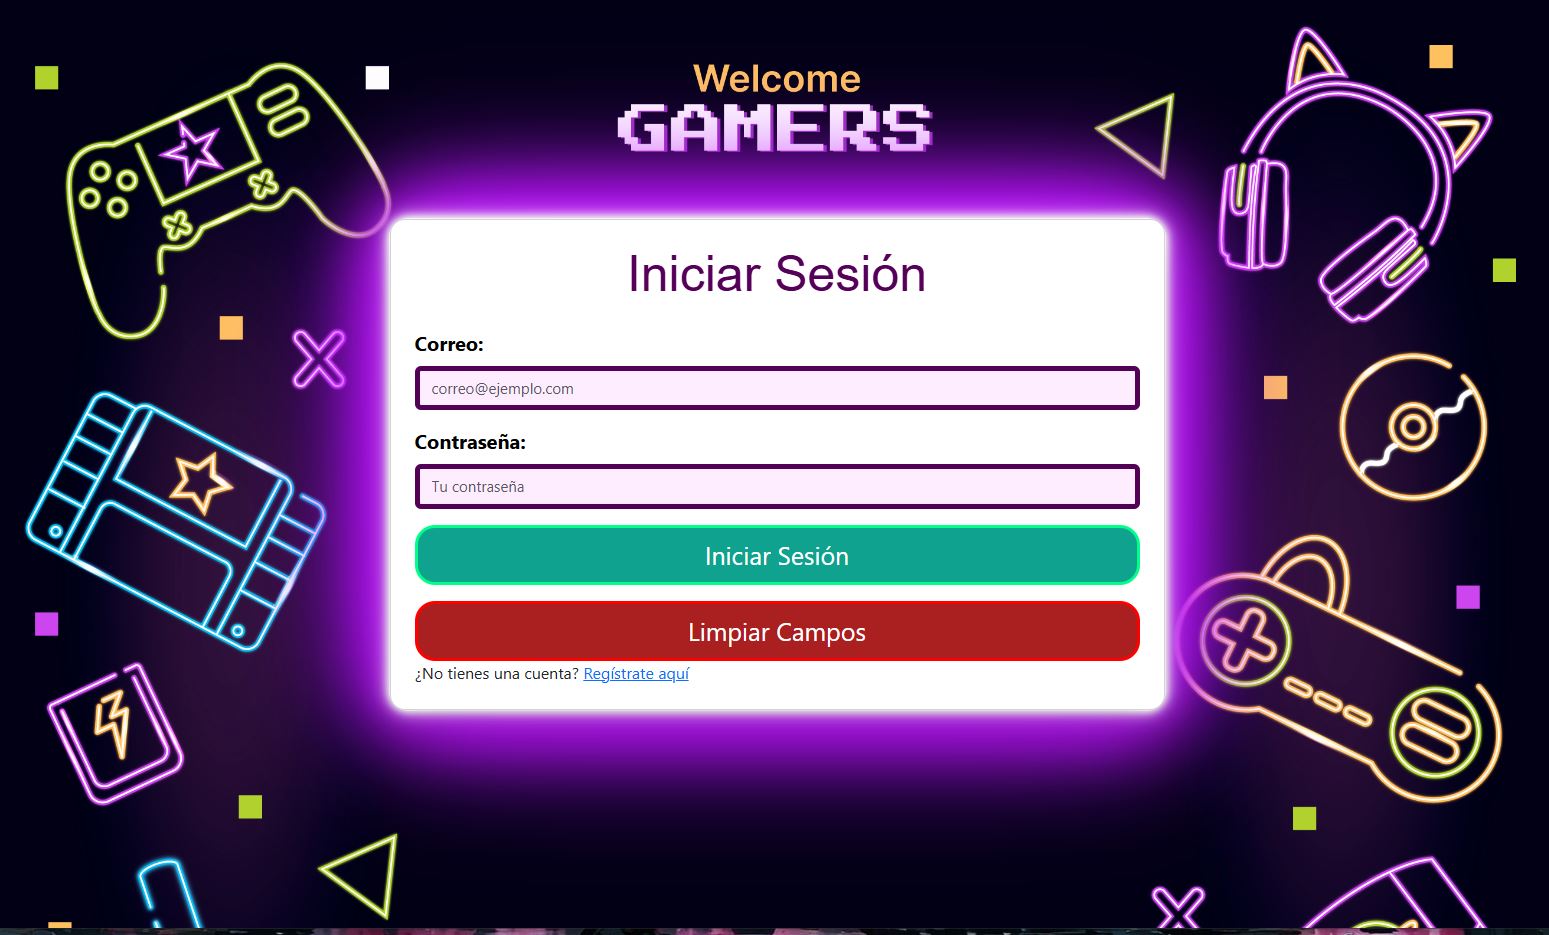 Welcome
GAMERS
Iniciar Sesión
Correo:
correo@ejemplo.com
Contraseña:
Tu contraseña
Iniciar Sesión
Limpiar Campos
¿No tienes una cuenta? Regístrate aquí